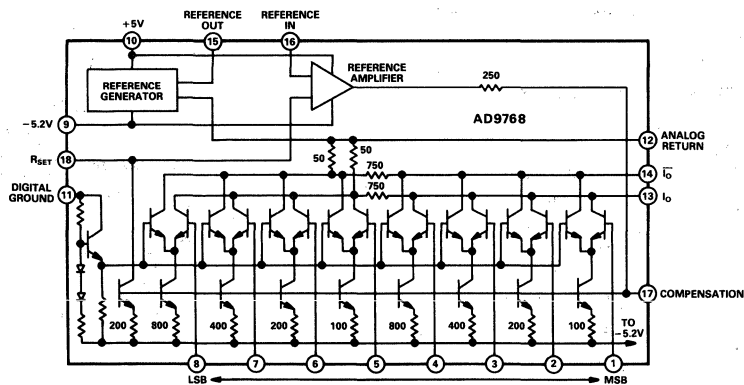 +5V
REFERENCE OUT
REFERENCE IN
10
15
16
REFERENCE GENERATOR
REFERENCE AMPLIFIER
250
AD9768
-5.2V
9
12
ANALOG RETURN
50
50
RSET
18
750
14
IO
DIGITAL GROUND
11
750
13
IO
17
COMPENSATION
200
800
400
200
100
800
400
200
100
TO -5.2V
8
7
6
5
4
3
2
1
LSB
MSB